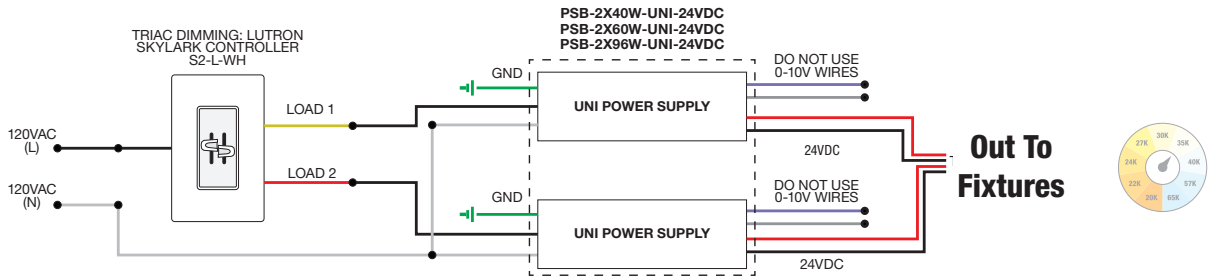 PSB-2X40W-UNI-24VDC
PSB-2X60W-UNI-24VDC
PSB-2X96W-UNI-24VDC
TRIAC DIMMING: LUTRON
SKYLARK CONTROLLER
S2-L-WH
GND
DO NOT USE
0-10V WIRES
UNI POWER SUPPLY
LOAD 1
120VAC
(L)
24VDC
Out To
Fixtures
LOAD 2
120VAC
(N)
GND
DO NOT USE
0-10V WIRES
UNI POWER SUPPLY
24VDC
30K
35K
40K
57K
65K
20K
22K
24K
27K